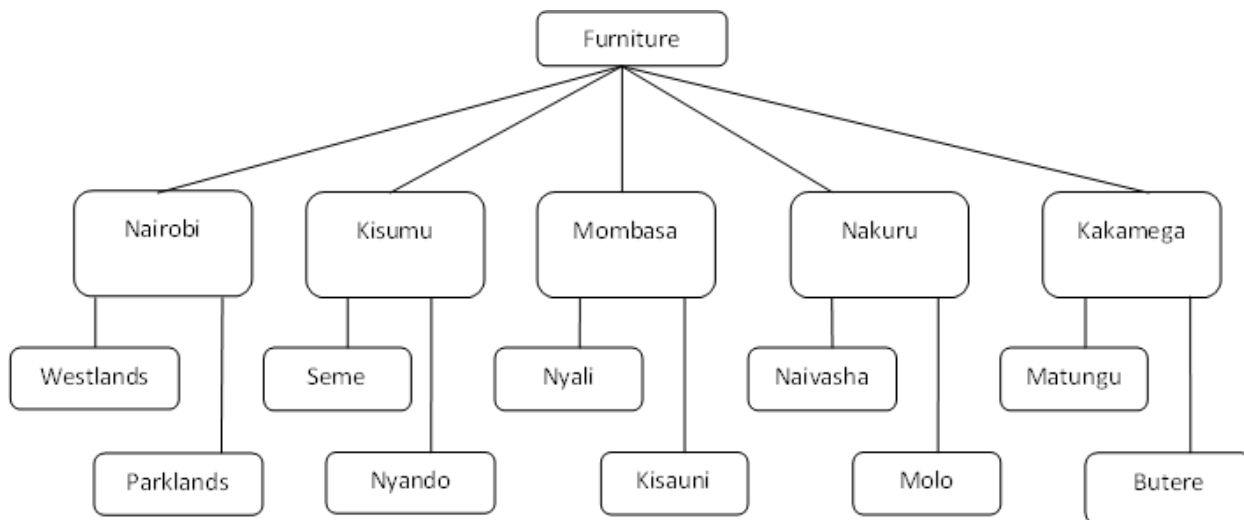 Furniture
Nairobi
Kisumu
Mombasa
Nakuru
Kakamega
Westlands
Seme
Nyali
Naivasha
Matungu
Parklands
Nyando
Kisauni
Molo
Butere